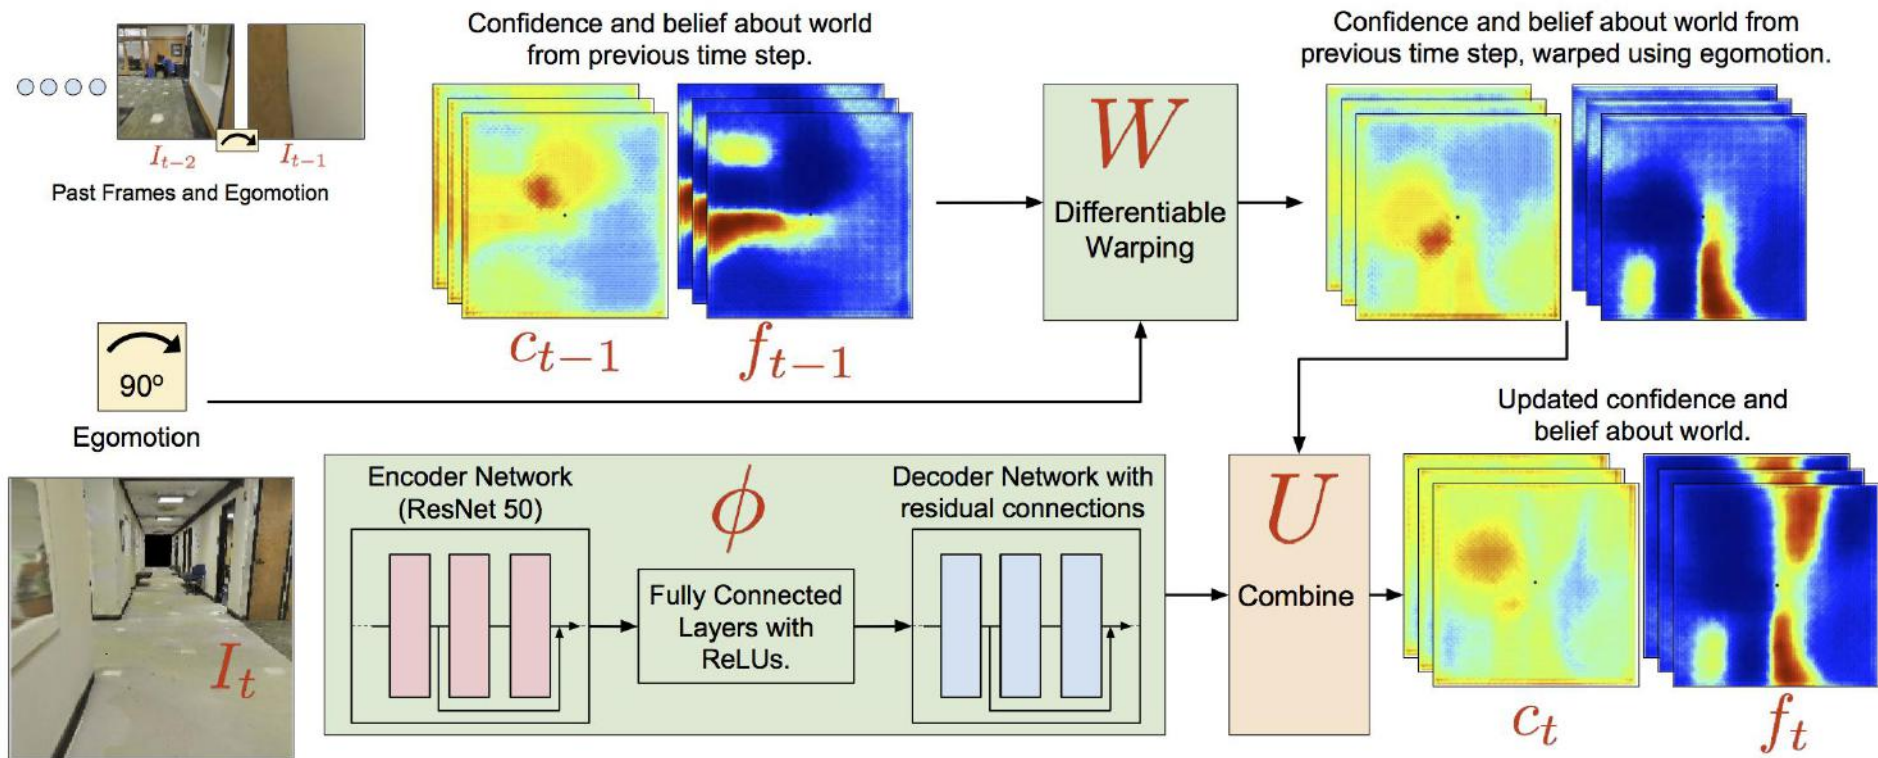 Confidence and belief about world
from previous time step.
Confidence and belief about world from
previous time step, warped using egomotion.
I_{t-2}
I_{t-1}
Past Frames and Egomotion
W
Differentiable
Warping
c_{t-1}
f_{t-1}
90º
Egomotion
Updated confidence and
belief about world.
Encoder Network
(ResNet 50)
ϕ
Decoder Network with
residual connections
U
Combine
Fully Connected
Layers with
ReLUs.
I_t
c_t
f_t